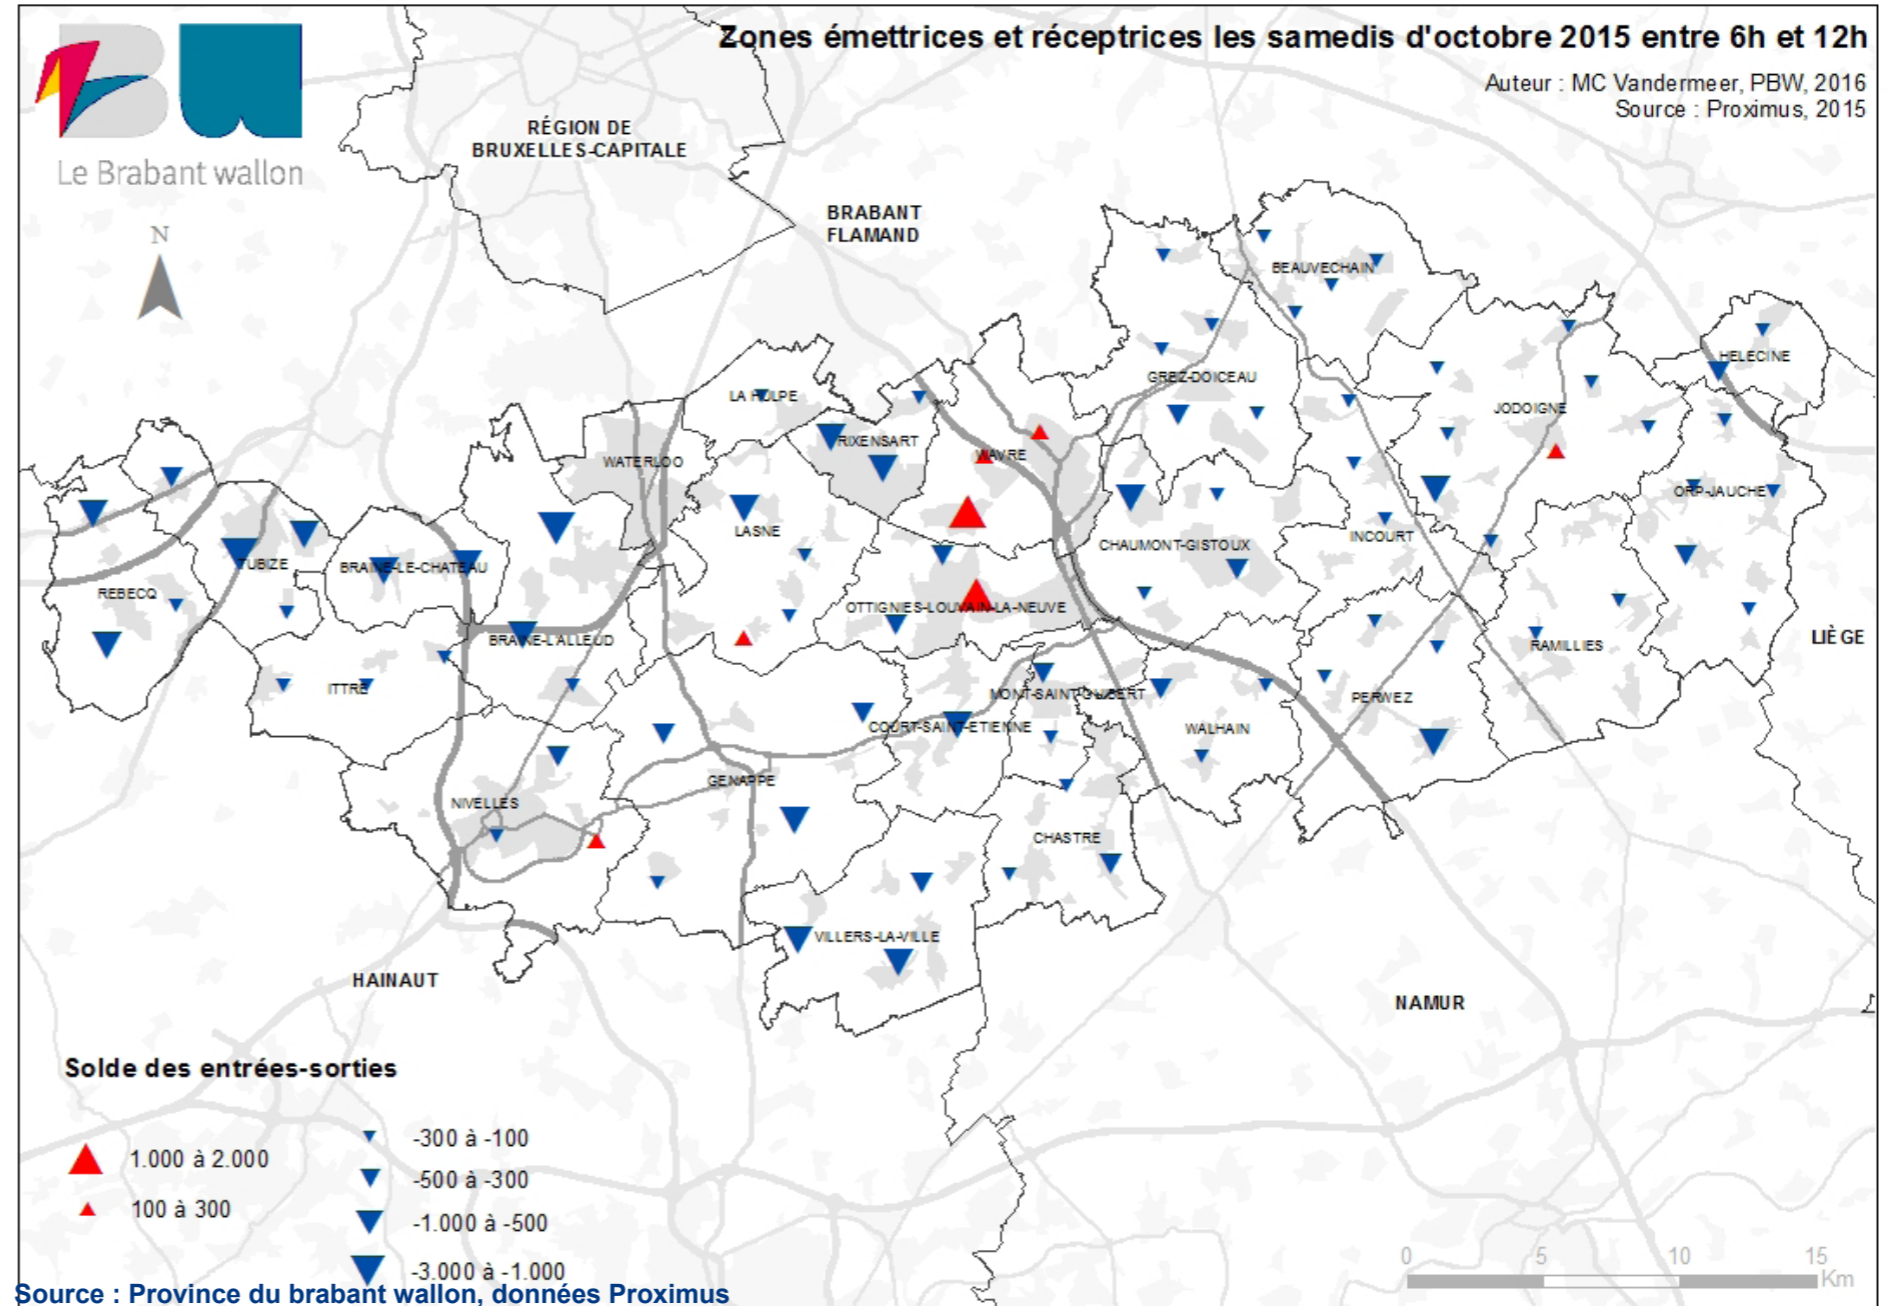 Zones émettrices et réceptrices les samedis d'octobre 2015 entre 6h et 12h
Auteur : MC Vandermeer, PBW, 2016
Source : Proximus, 2015
Le Brabant wallon
N
RÉGION DE
BRUXELLES-CAPITALE
BRABANT
FLAMAND
BEAUVECHAIN
HELECINE
GREZ-DOICEAU
LA HULPE
JODOIGNE
RIXENSART
WAVRE
WATERLOO
ORP-JAUCHE
LASNE
INCOURT
CHAUMONT-GISTOUX
TUBIZE
BRAINE-LE-CHATEAU
REBECQ
OTTIGNIES-LOUVAIN-LA-NEUVE
BRAINE-L'ALLEUD
LIÈGE
RAMILLIES
ITTRE
MONT-SAINT-GUIBERT
PERWEZ
COURT-SAINT-ETIENNE
WALHAIN
GENAPPE
NIVELLES
CHASTRE
VILLERS-LA-VILLE
HAINAUT
NAMUR
Solde des entrées-sorties
1.000 à 2.000
100 à 300
-300 à -100
-500 à -300
-1.000 à -500
-3.000 à -1.000
0 5 10 15
Km
Source : Province du brabant wallon, données Proximus